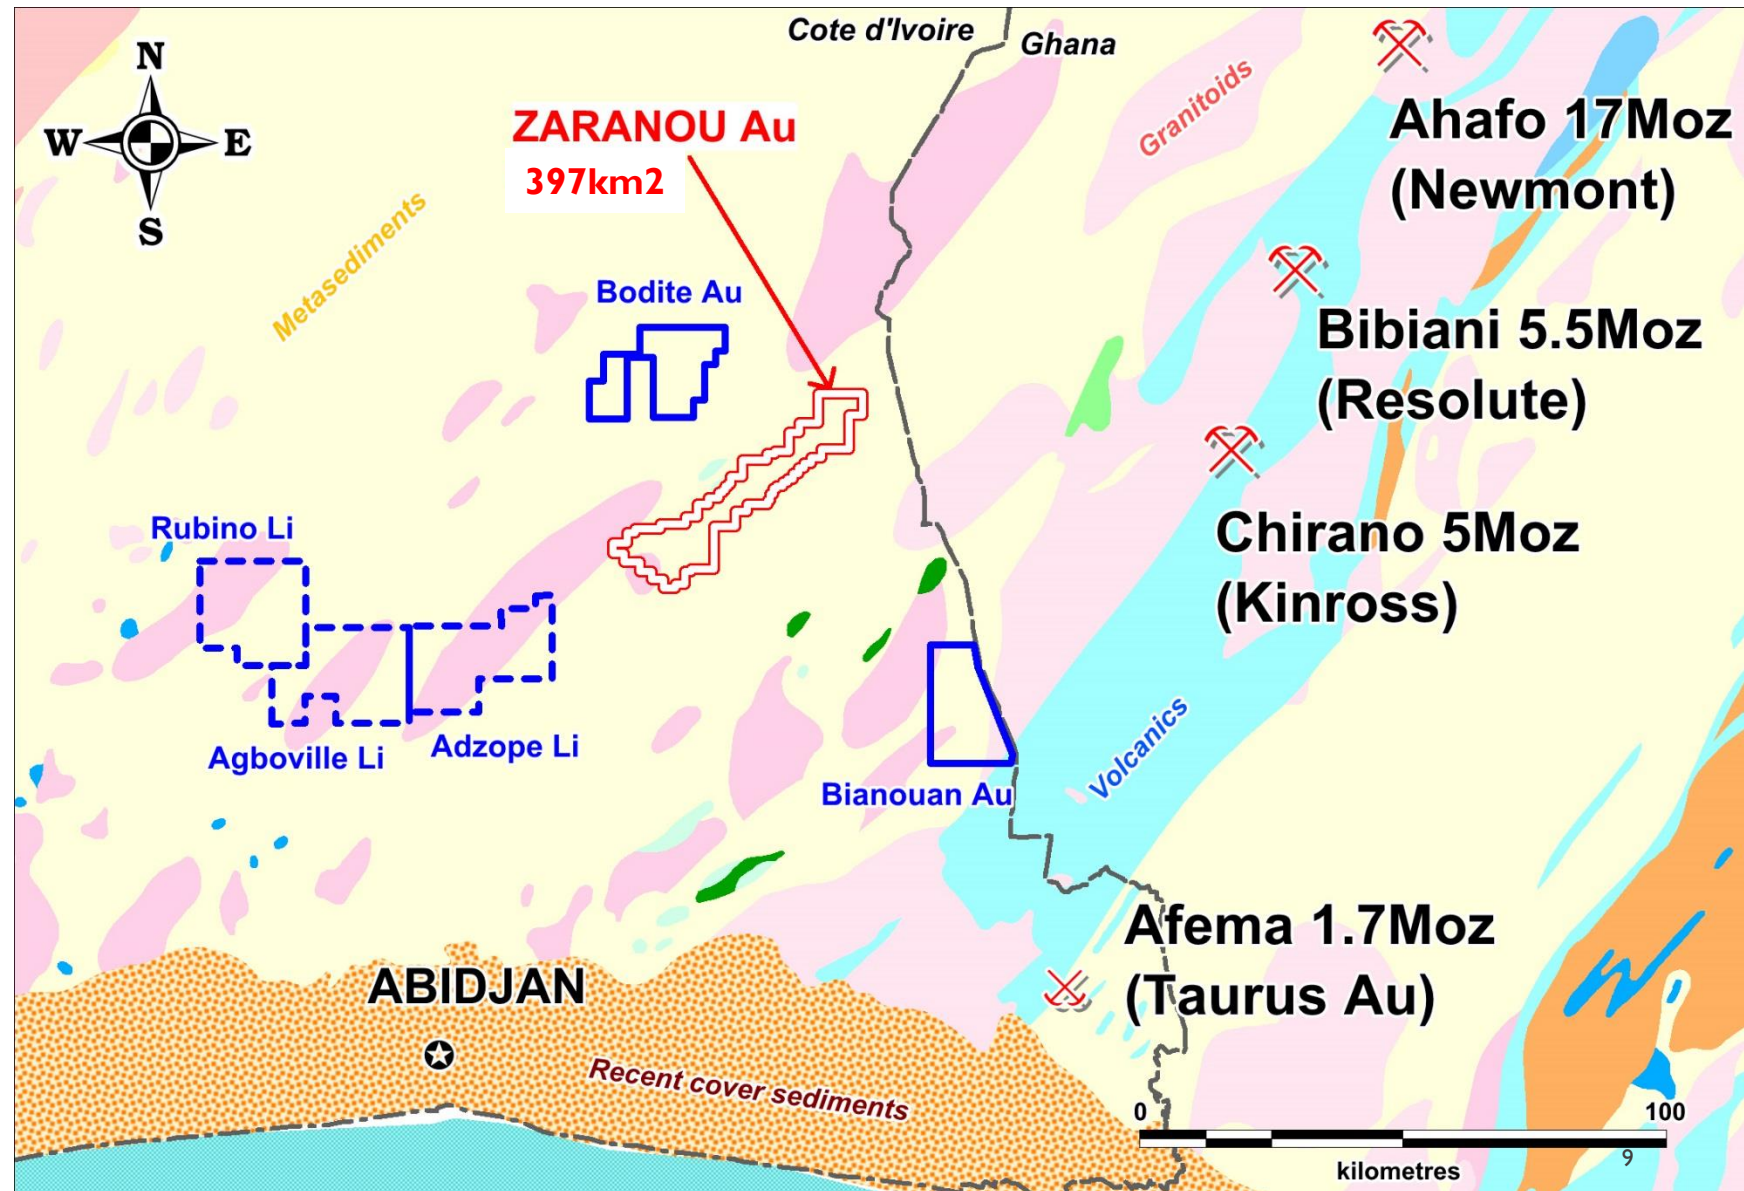 Cote d'Ivoire
Ghana
N
W
E
S
ZARANOU Au
397km2
Granitoids
Ahafo 17Moz
(Newmont)
Metasediments
Bodite Au
Bibiani 5.5Moz
(Resolute)
Rubino Li
Chirano 5Moz
(Kinross)
Agboville Li
Adzope Li
Bianouan Au
Volcanics
Afema 1.7Moz
(Taurus Au)
ABIDJAN
Recent cover sediments
0
100
kilometres
9